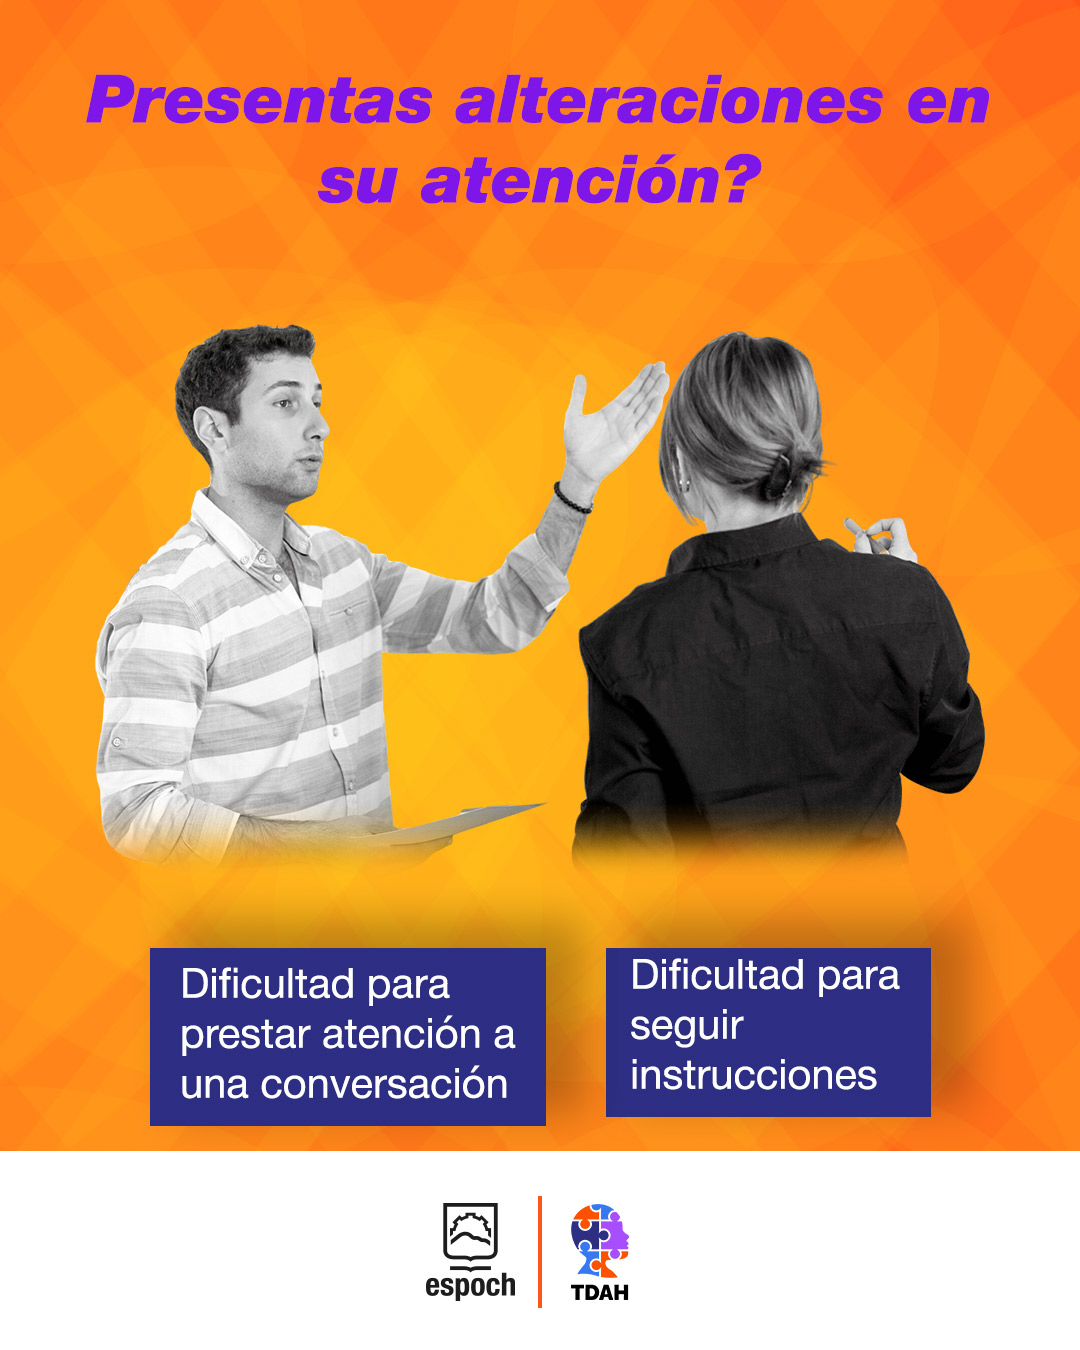 Presentas alteraciones en
su atención?
Dificultad para
prestar atención a
una conversación
Dificultad para
seguir
instrucciones
espoch
TDAH